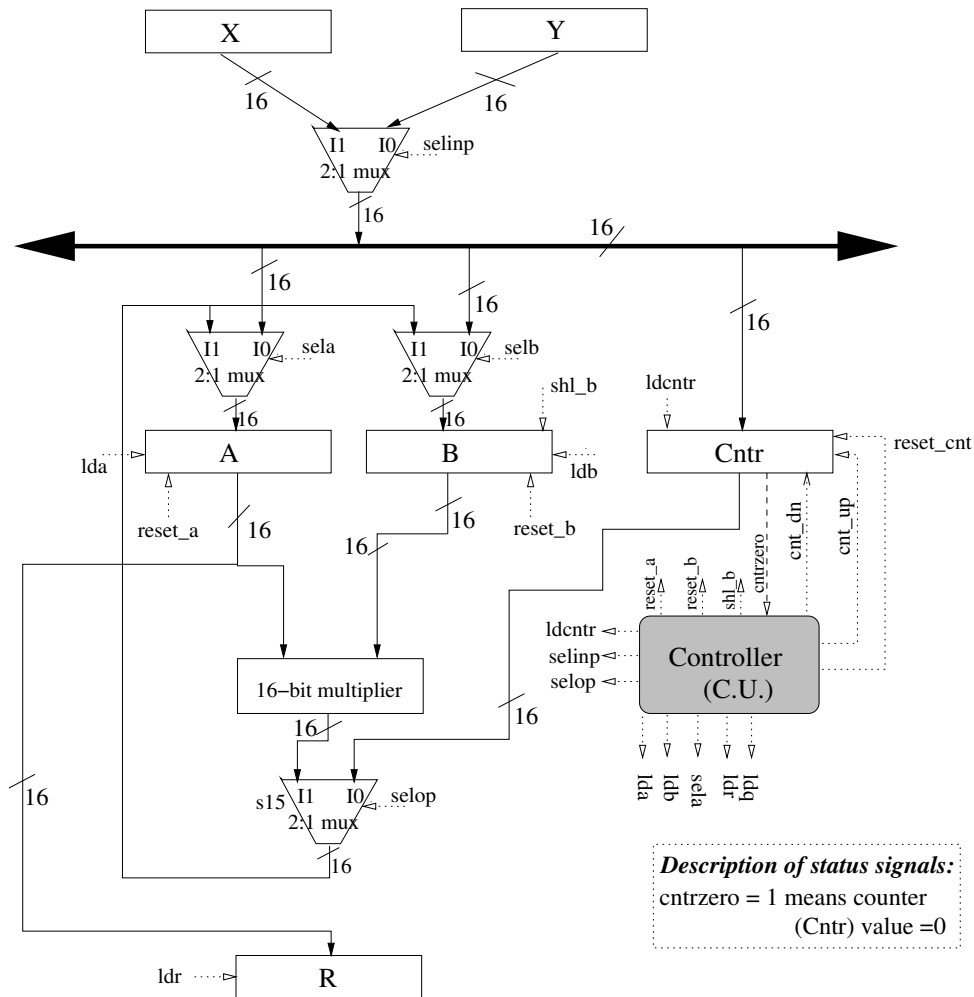 X
Y
16
16
I1 I0
selinp
2:1 mux
16
16
16
16
16
I1 I0
sela
2:1 mux
I1 I0
selb
2:1 mux
16
16
shl_b
ldcntr
A
B
Cntr
reset_cnt
lda
ldb
reset_a
16
16
reset_b
16
cntrzero
cnt_dn
cnt_up
reset_a
reset_b
shl_b
ldcntr
selinp
selop
Controller
(C.U.)
16−bit multiplier
16
16
lda
ldb
sela
ldr
ldq
16
s15
I1 I0
selop
2:1 mux
16
Description of status signals:
cntrzero = 1 means counter
(Cntr) value =0
ldr
R